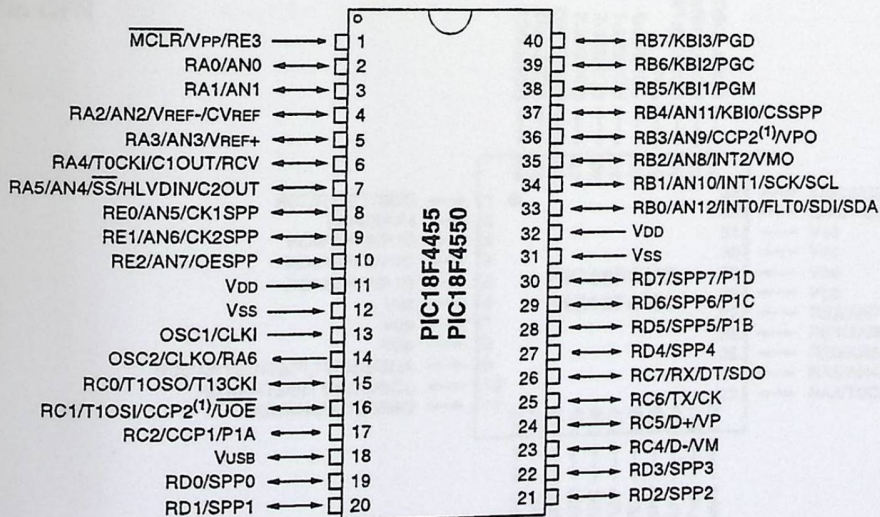 M̅C̅L̅R̅/VPP/RE3 1
RA0/AN0 2
RA1/AN1 3
RA2/AN2/VREF-/CVREF 4
RA3/AN3/VREF+ 5
RA4/T0CKI/C1OUT/RCV 6
RA5/AN4/S̅S̅/HLVDIN/C2OUT 7
RE0/AN5/CK1SPP 8
RE1/AN6/CK2SPP 9
RE2/AN7/OESPP 10
VDD 11
VSS 12
OSC1/CLKI 13
OSC2/CLKO/RA6 14
RC0/T1OSO/T13CKI 15
RC1/T1OSI/CCP2(1)/U̅O̅E̅ 16
RC2/CCP1/P1A 17
VUSB 18
RD0/SPP0 19
RD1/SPP1 20
PIC18F4455
PIC18F4550
40 RB7/KBI3/PGD
39 RB6/KBI2/PGC
38 RB5/KBI1/PGM
37 RB4/AN11/KBI0/CSSPP
36 RB3/AN9/CCP2(1)/VPO
35 RB2/AN8/INT2/VMO
34 RB1/AN10/INT1/SCK/SCL
33 RB0/AN12/INT0/FLT0/SDI/SDA
32 VDD
31 VSS
30 RD7/SPP7/P1D
29 RD6/SPP6/P1C
28 RD5/SPP5/P1B
27 RD4/SPP4
26 RC7/RX/DT/SDO
25 RC6/TX/CK
24 RC5/D+/VP
23 RC4/D-/VM
22 RD3/SPP3
21 RD2/SPP2